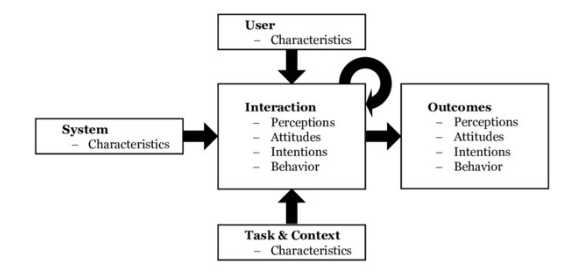 User
– Characteristics
Interaction
– Perceptions
– Attitudes
– Intentions
– Behavior
Outcomes
– Perceptions
– Attitudes
– Intentions
– Behavior
System
– Characteristics
Task & Context
– Characteristics